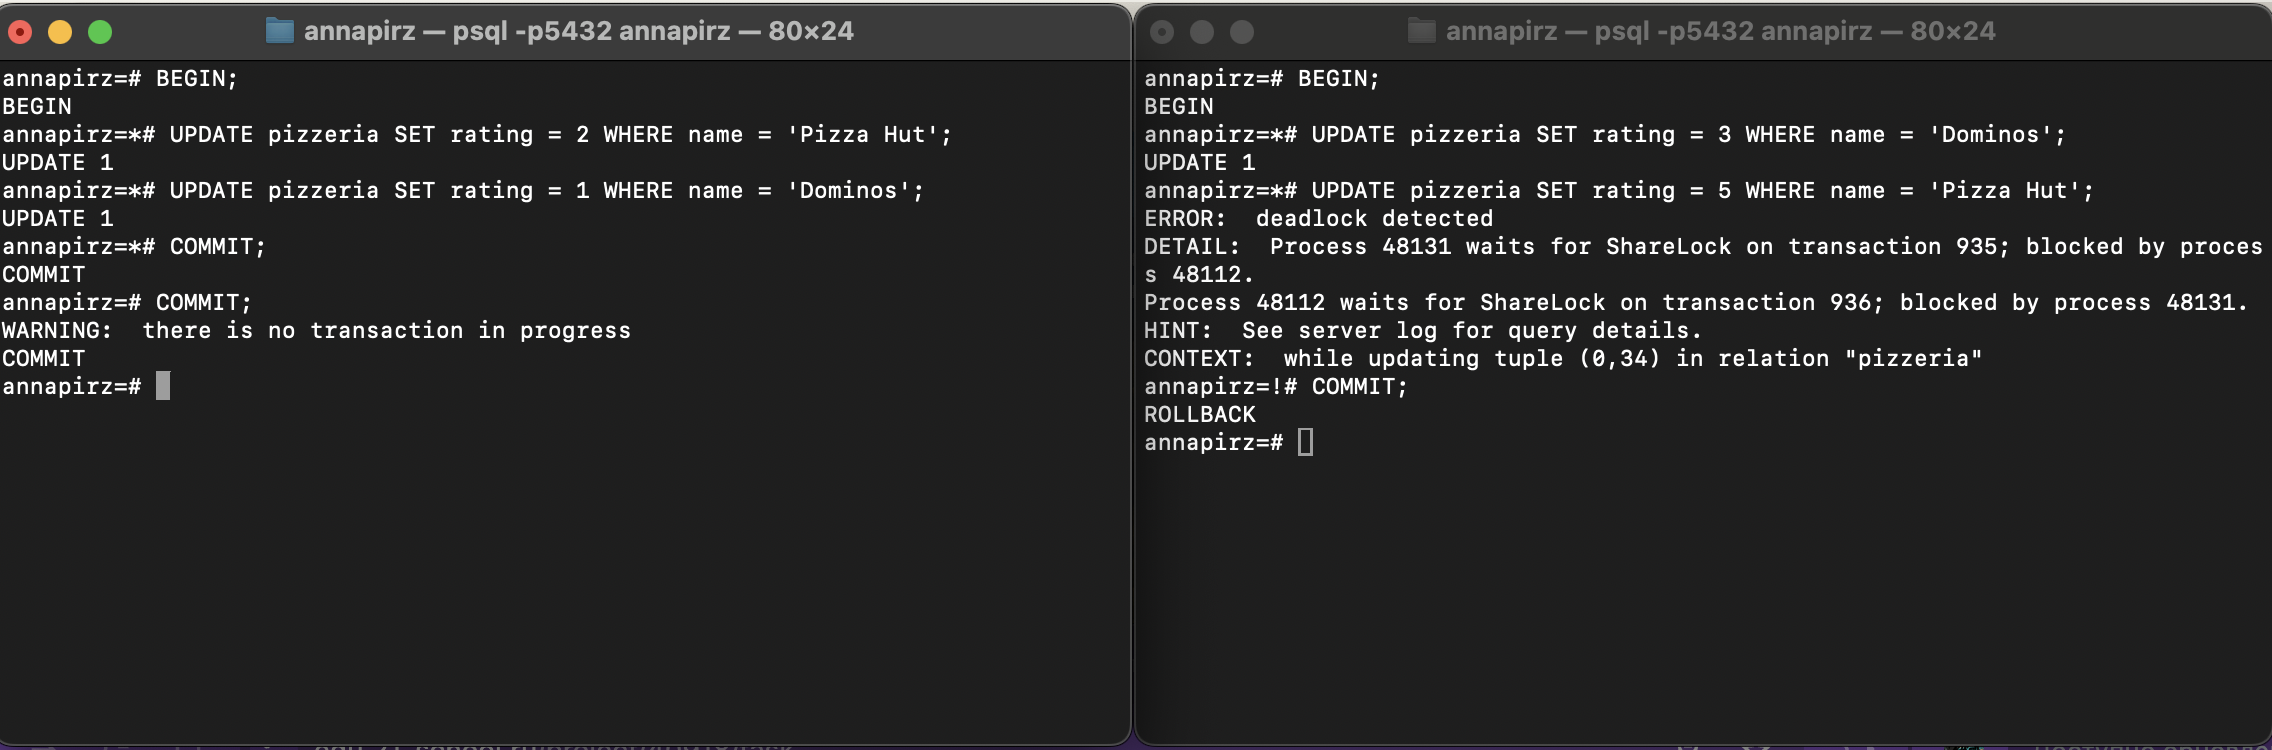 annapirz — psql -p5432 annapirz — 80×24
annapirz=# BEGIN;
BEGIN
annapirz=*# UPDATE pizzeria SET rating = 2 WHERE name = 'Pizza Hut';
UPDATE 1
annapirz=*# UPDATE pizzeria SET rating = 1 WHERE name = 'Dominos';
UPDATE 1
annapirz=*# COMMIT;
COMMIT
annapirz=# COMMIT;
WARNING:  there is no transaction in progress
COMMIT
annapirz=#
annapirz — psql -p5432 annapirz — 80×24
annapirz=# BEGIN;
BEGIN
annapirz=*# UPDATE pizzeria SET rating = 3 WHERE name = 'Dominos';
UPDATE 1
annapirz=*# UPDATE pizzeria SET rating = 5 WHERE name = 'Pizza Hut';
ERROR:  deadlock detected
DETAIL:  Process 48131 waits for ShareLock on transaction 935; blocked by proces
s 48112.
Process 48112 waits for ShareLock on transaction 936; blocked by process 48131.
HINT:  See server log for query details.
CONTEXT:  while updating tuple (0,34) in relation "pizzeria"
annapirz=!# COMMIT;
ROLLBACK
annapirz=#